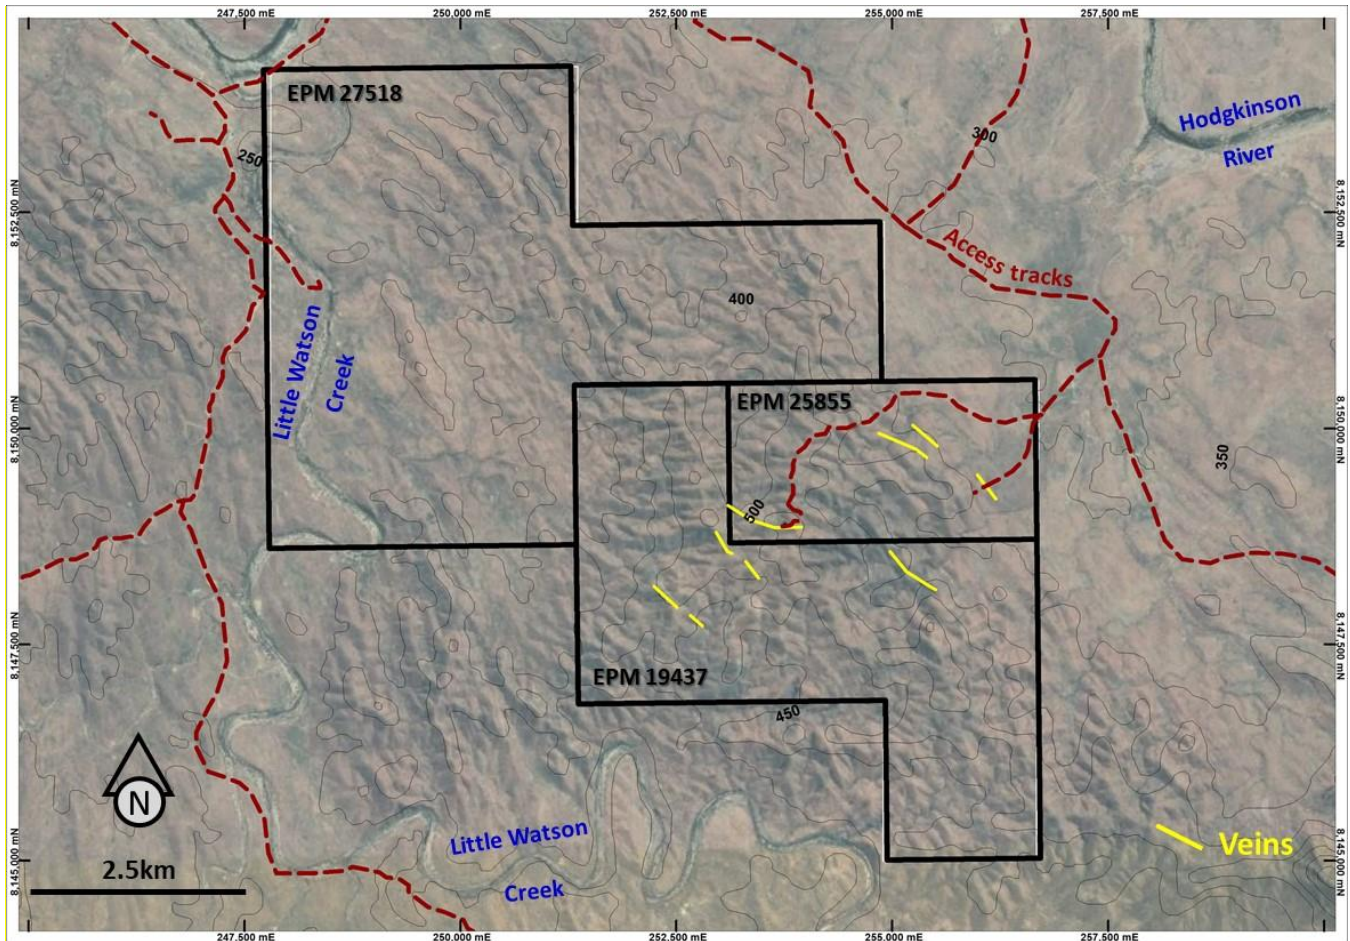 247,500 mE
250,000 mE
252,500 mE
255,000 mE
257,500 mE
EPM 27518
Hodgkinson
River
250
300
8,152,500 mN
8,152,500 mN
Access tracks
400
Little Watson
Creek
EPM 25855
8,150,000 mN
8,150,000 mN
350
500
8,147,500 mN
8,147,500 mN
EPM 19437
450
N
Little Watson
Creek
Veins
2.5km
8,145,000 mN
8,145,000 mN
247,500 mE
250,000 mE
252,500 mE
255,000 mE
257,500 mE